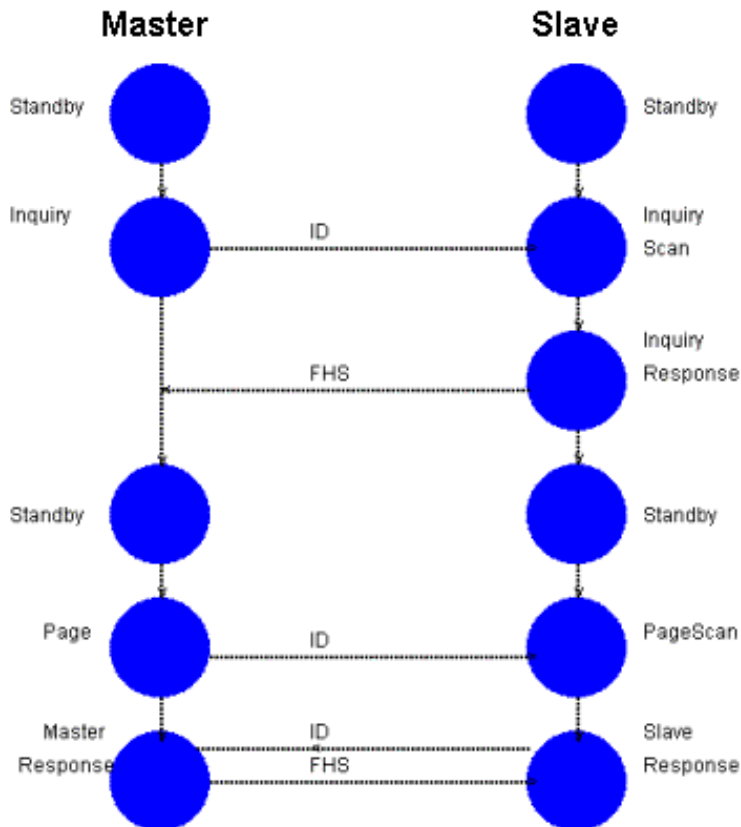 Master Slave
Standby Standby
Inquiry Inquiry
ID Scan
Inquiry
FHS Response
Standby Standby
Page ID PageScan
Master ID Slave
Response FHS Response